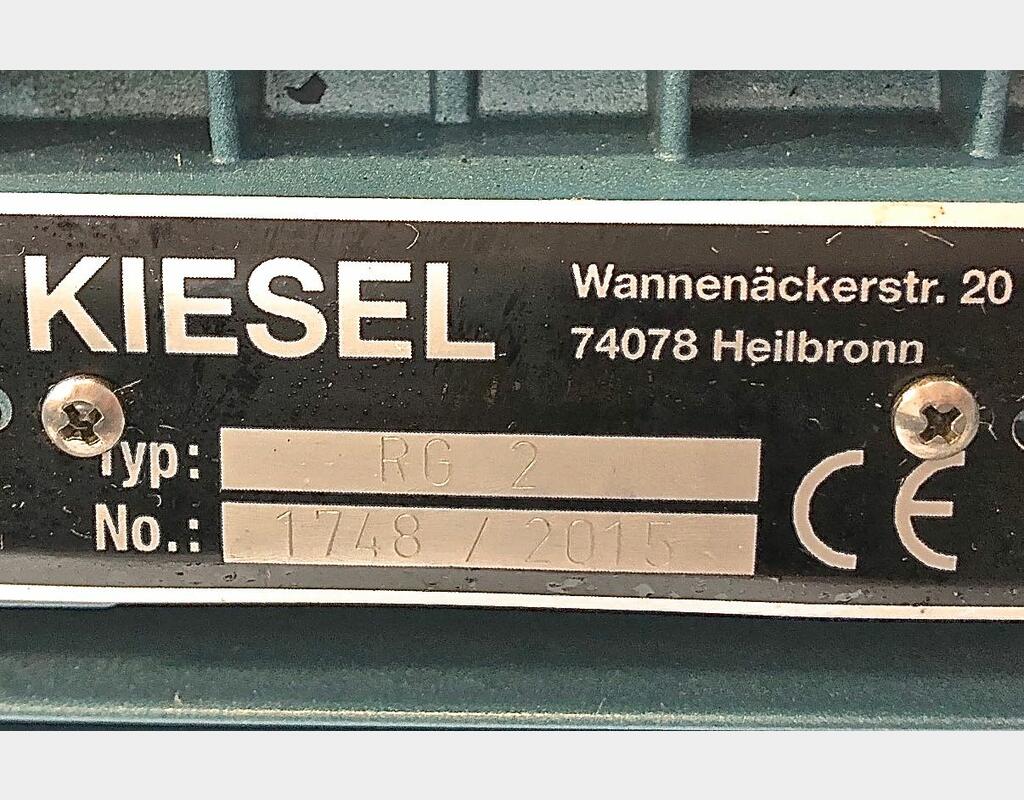 KIESEL
Wannenäckerstr. 20
74078 Heilbronn
Typ: RG 2
No.: 1748 / 2015
CE